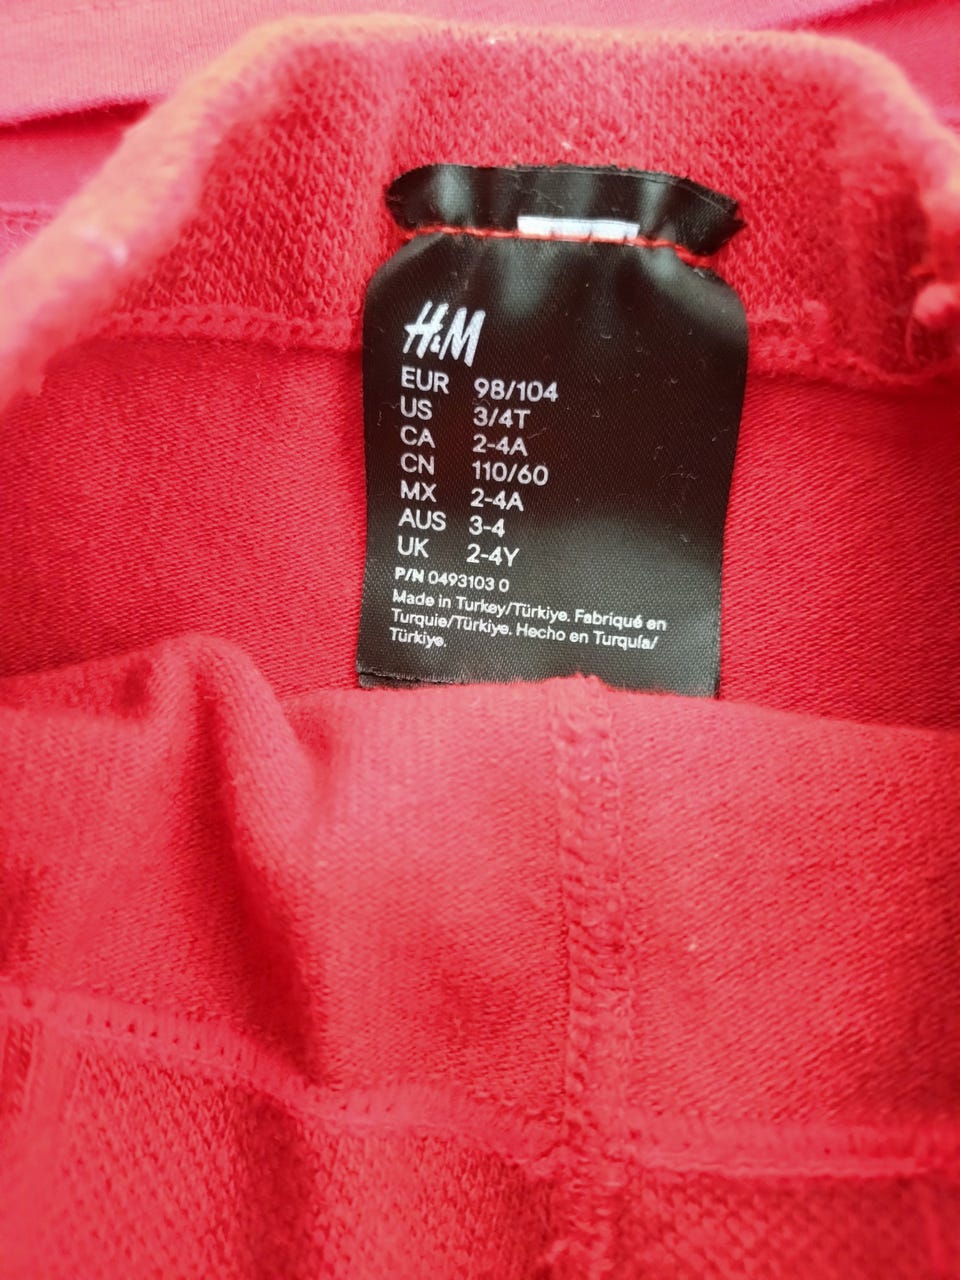 H&M
EUR 98/104
US 3/4T
CA 2-4A
CN 110/60
MX 2-4A
AUS 3-4
UK 2-4Y
P/N 0493103 0
Made in Turkey/Türkiye. Fabriqué en
Turquie/Türkiye. Hecho en Turquía/
Türkiye.